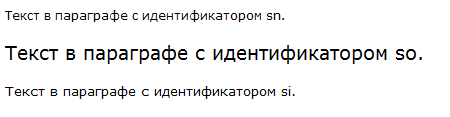 Текст в параграфе с идентификатором sn.
Текст в параграфе с идентификатором so.
Текст в параграфе с идентификатором si.